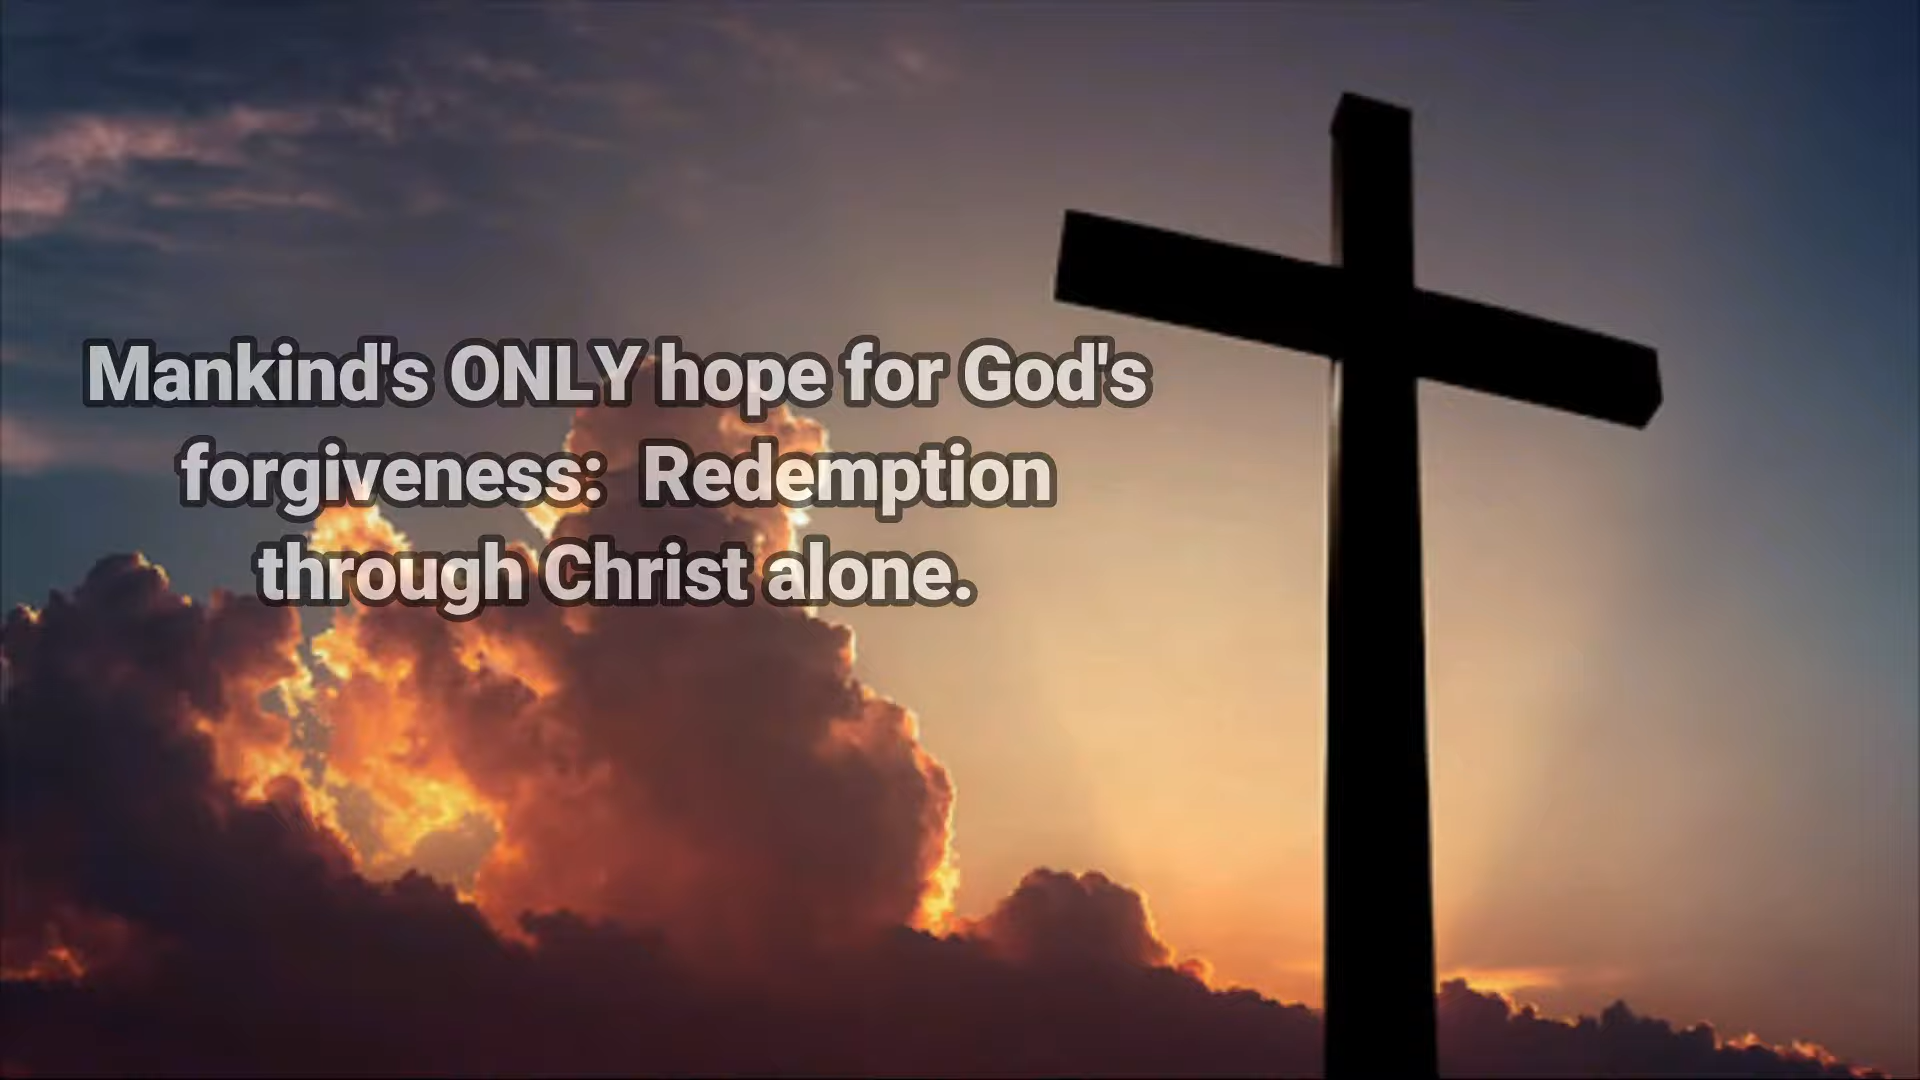 Mankind's ONLY hope for God's
forgiveness:  Redemption
through Christ alone.